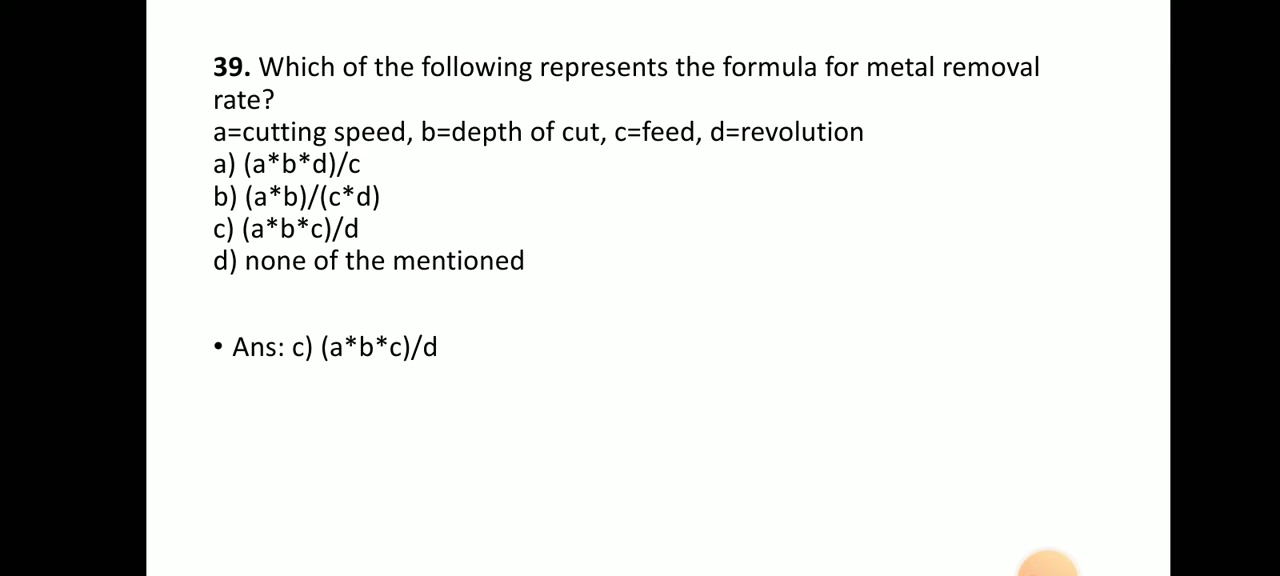 39. Which of the following represents the formula for metal removal
rate?
a=cutting speed, b=depth of cut, c=feed, d=revolution
a) (a*b*d)/c
b) (a*b)/(c*d)
c) (a*b*c)/d
d) none of the mentioned
• Ans: c) (a*b*c)/d